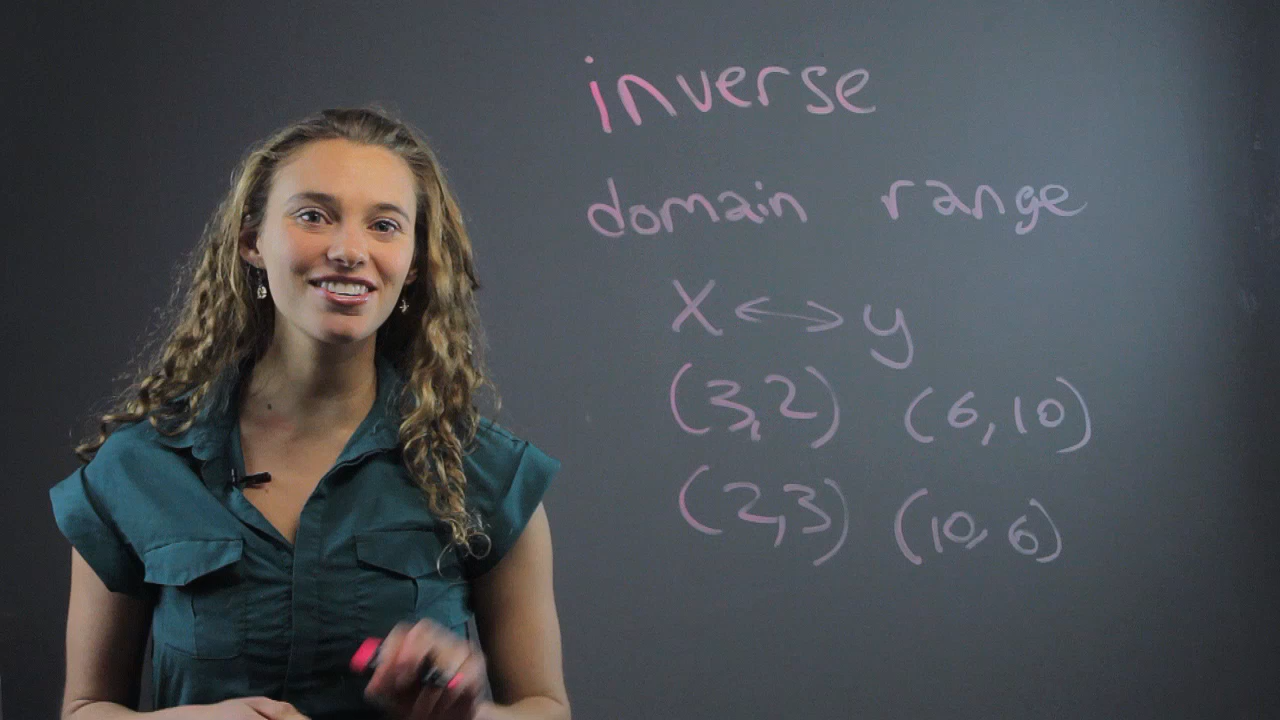 inverse
domain range
x ↔ y
(3,2) (6,10)
(2,3) (10,6)